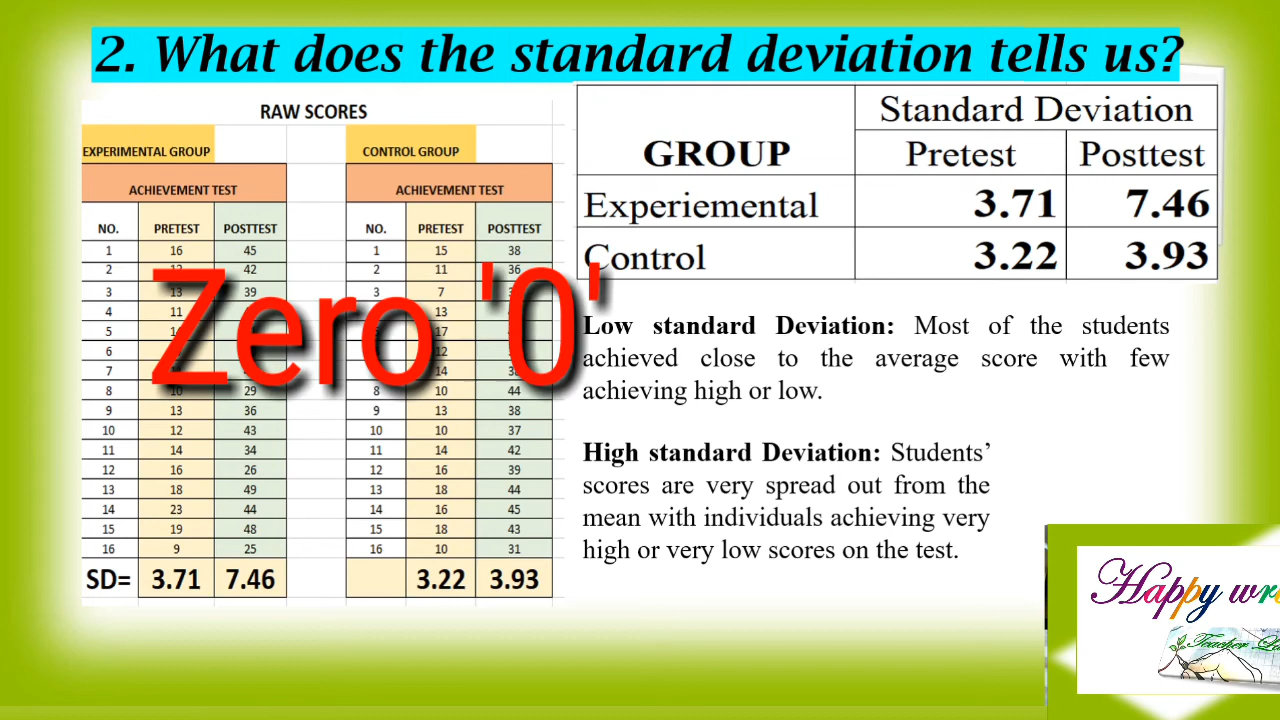 2. What does the standard deviation tells us?
RAW SCORES
EXPERIMENTAL GROUP CONTROL GROUP
ACHIEVEMENT TEST ACHIEVEMENT TEST
NO. PRETEST POSTTEST NO. PRETEST POSTTEST
1 16 45 1 15 38
2 42 2 11 36
3 13 39 3 7
4 11 13
5 17
6 12
7 14
8 10 29 8 10 44
9 13 36 9 13 38
10 12 43 10 10 37
11 14 34 11 14 42
12 16 26 12 16 39
13 18 49 13 18 44
14 23 44 14 16 45
15 19 48 15 18 43
16 9 25 16 10 31
SD= 3.71 7.46 3.22 3.93
Zero '0'
GROUP Standard Deviation
Pretest Posttest
Experiemental 3.71 7.46
Control 3.22 3.93
Low standard Deviation: Most of the students
achieved close to the average score with few
achieving high or low.
High standard Deviation: Students’
scores are very spread out from the
mean with individuals achieving very
high or very low scores on the test.
Happy
Teacher